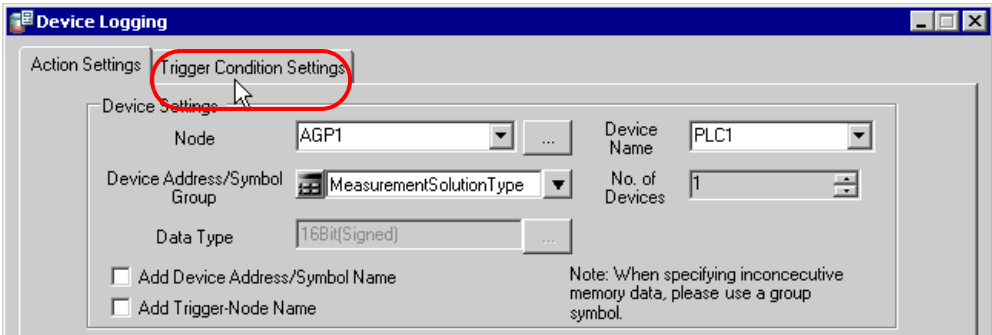 Device Logging
Action Settings
Trigger Condition Settings
Device Settings
Node
AGP1
...
Device
Name
PLC1
Device Address/Symbol
Group
MeasurementSolutionType
No. of
Devices
1
Data Type
16Bit(Signed)
...
Add Device Address/Symbol Name
Add Trigger-Node Name
Note: When specifying inconcecutive
memory data, please use a group
symbol.